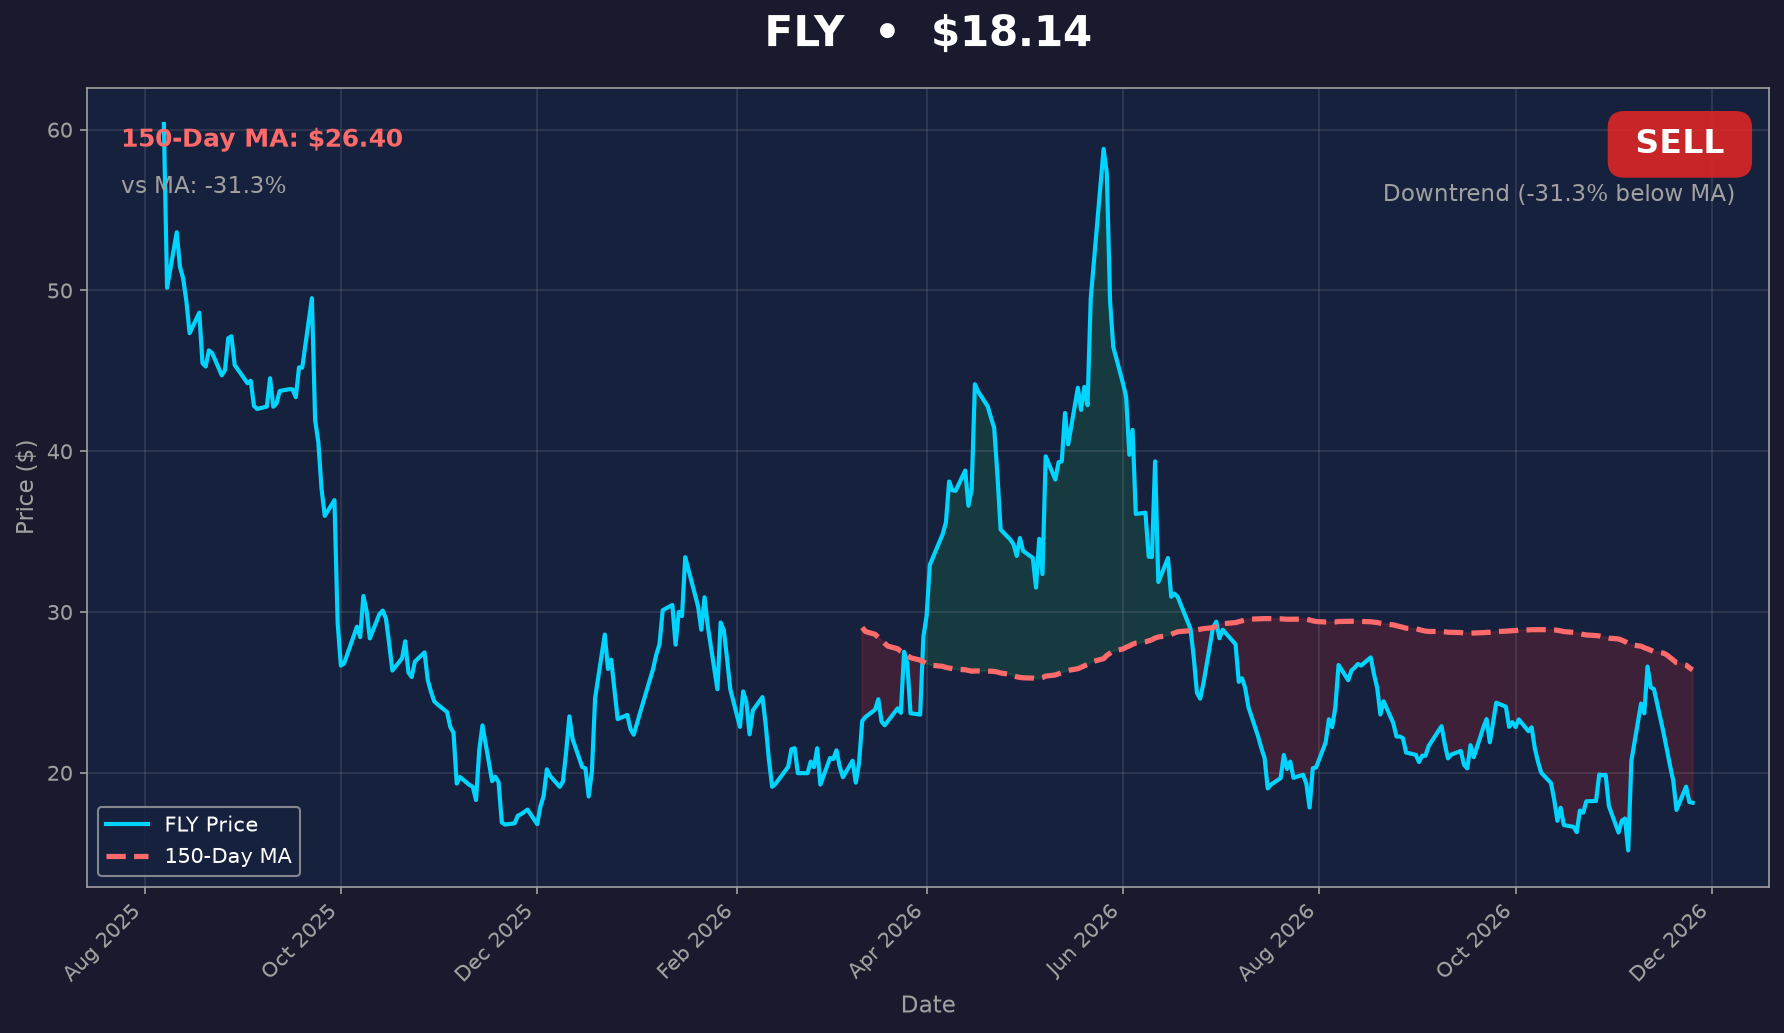 FLY • $18.14
150-Day MA: $26.40
vs MA: -31.3%
SELL
Downtrend (-31.3% below MA)
Price ($)
60
50
40
30
20
FLY Price
150-Day MA
Aug 2025
Oct 2025
Dec 2025
Feb 2026
Apr 2026
Jun 2026
Aug 2026
Oct 2026
Dec 2026
Date